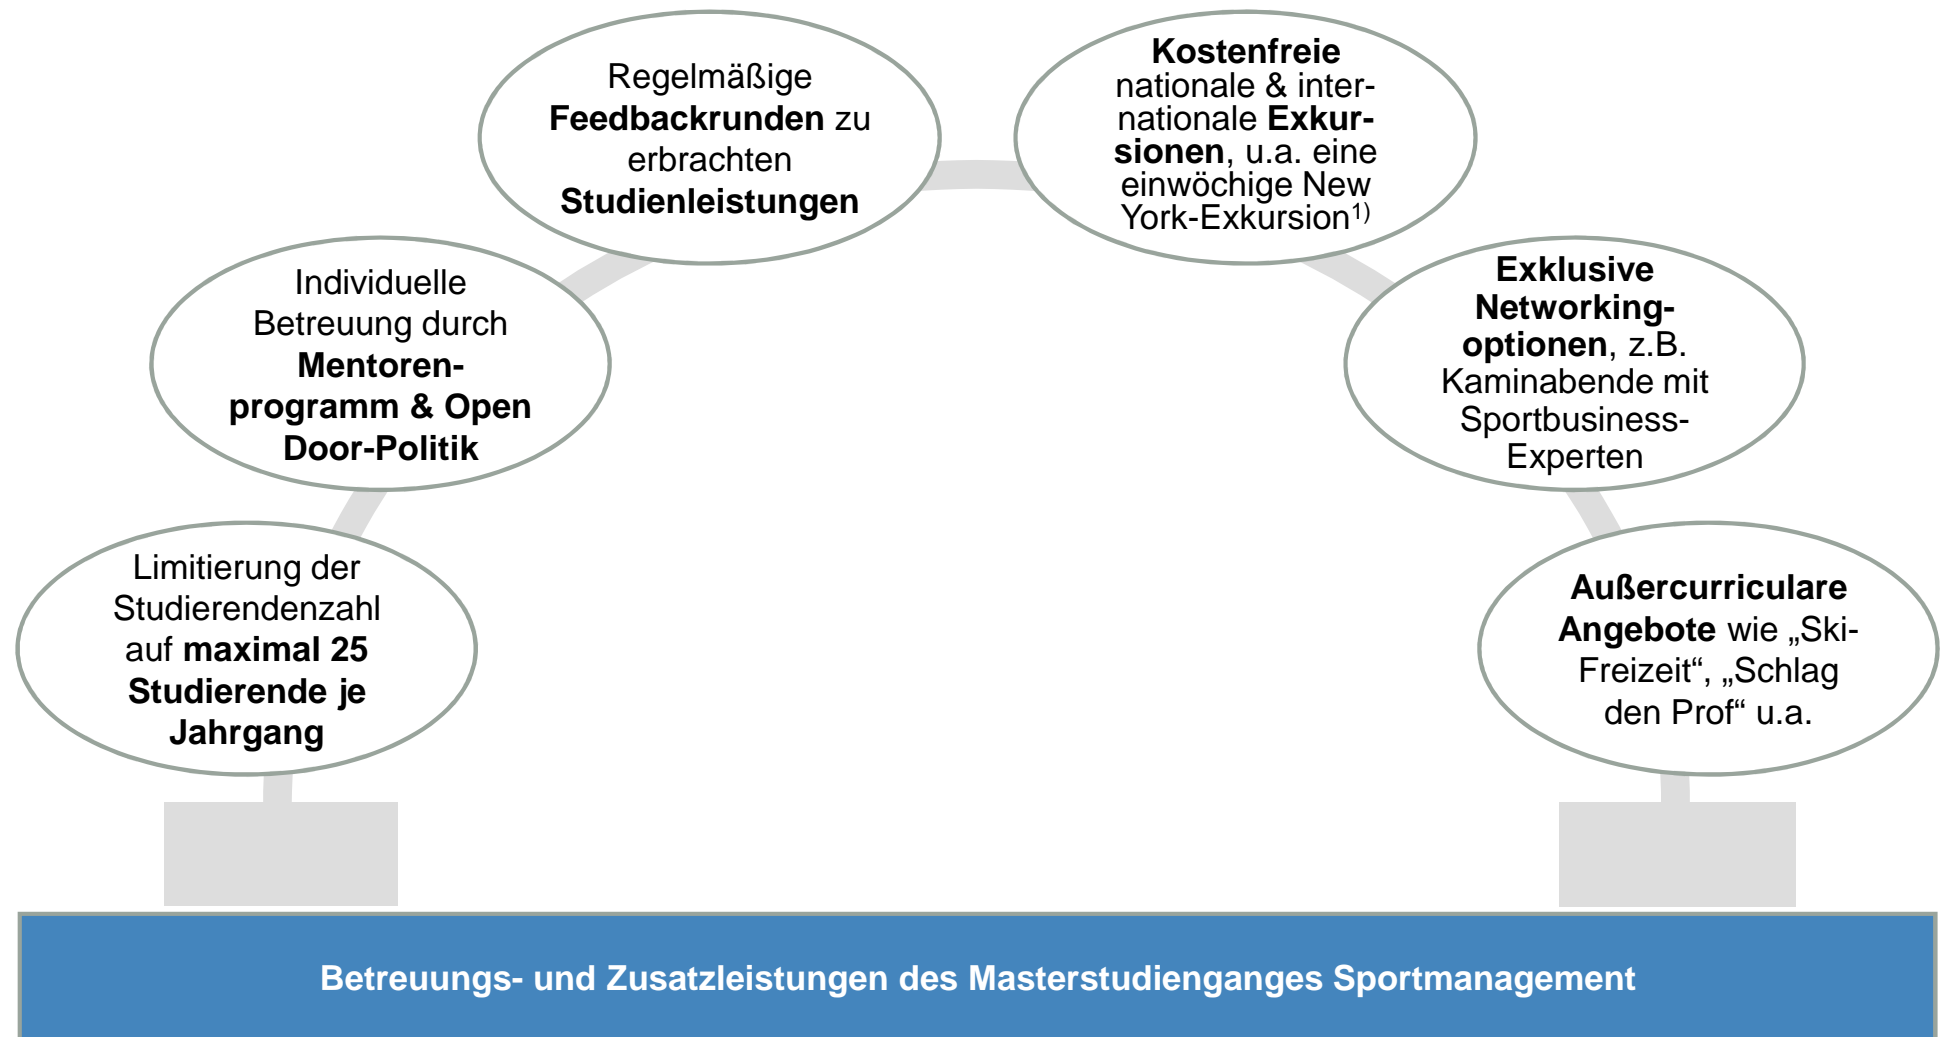 Regelmäßige
Feedbackrunden zu
erbrachten
Studienleistungen
Kostenfreie
nationale & inter-
nationale Exkur-
sionen, u.a. eine
einwöchige New
York-Exkursion1)
Individuelle
Betreuung durch
Mentoren-
programm & Open
Door-Politik
Exklusive
Networking-
optionen, z.B.
Kaminabende mit
Sportbusiness-
Experten
Limitierung der
Studierendenzahl
auf maximal 25
Studierende je
Jahrgang
Außercurriculare
Angebote wie „Ski-
Freizeit“, „Schlag
den Prof“ u.a.
Betreuungs- und Zusatzleistungen des Masterstudienganges Sportmanagement